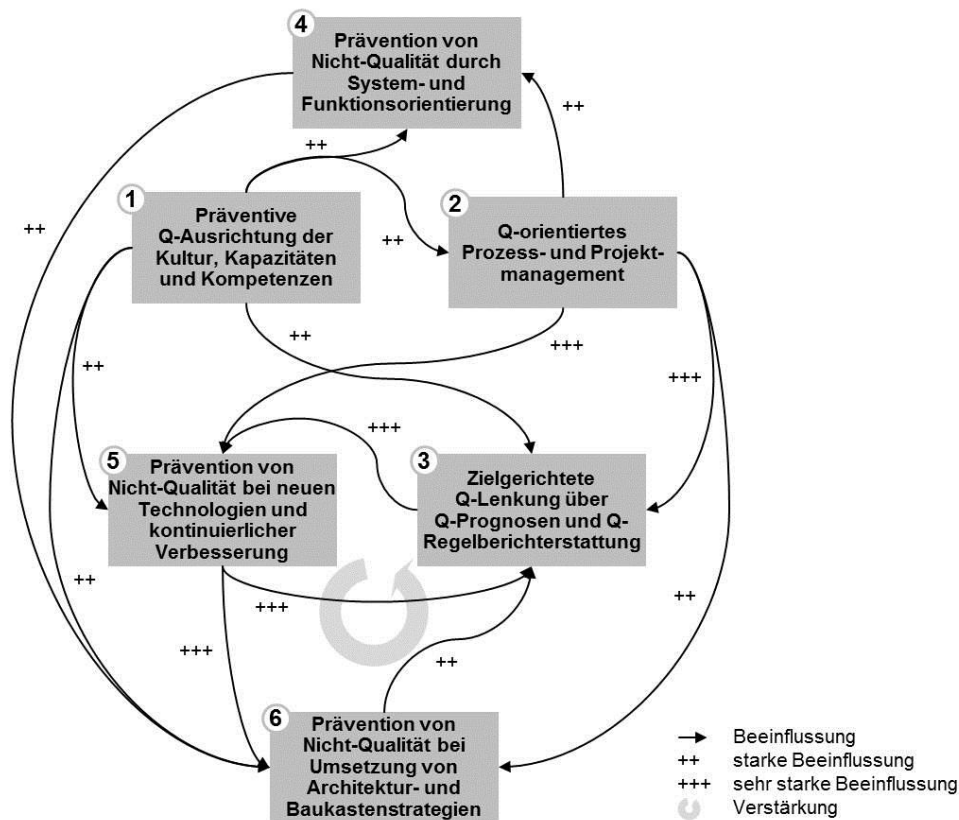 4
Prävention von
Nicht-Qualität durch
System- und
Funktionsorientierung
++
++
1
Präventive
Q-Ausrichtung der
Kultur, Kapazitäten
und Kompetenzen
2
Q-orientiertes
Prozess- und Projekt-
management
++
++
++
+++
++
+++
+++
5
Prävention von
Nicht-Qualität bei neuen
Technologien und
kontinuierlicher
Verbesserung
3
Zielgerichtete
Q-Lenkung über
Q-Prognosen und Q-
Regelberichterstattung
++
+++
++
+++
++
6
Prävention von
Nicht-Qualität bei
Umsetzung von
Architektur- und
Baukastenstrategien
Beeinflussung
++ starke Beeinflussung
+++ sehr starke Beeinflussung
Verstärkung